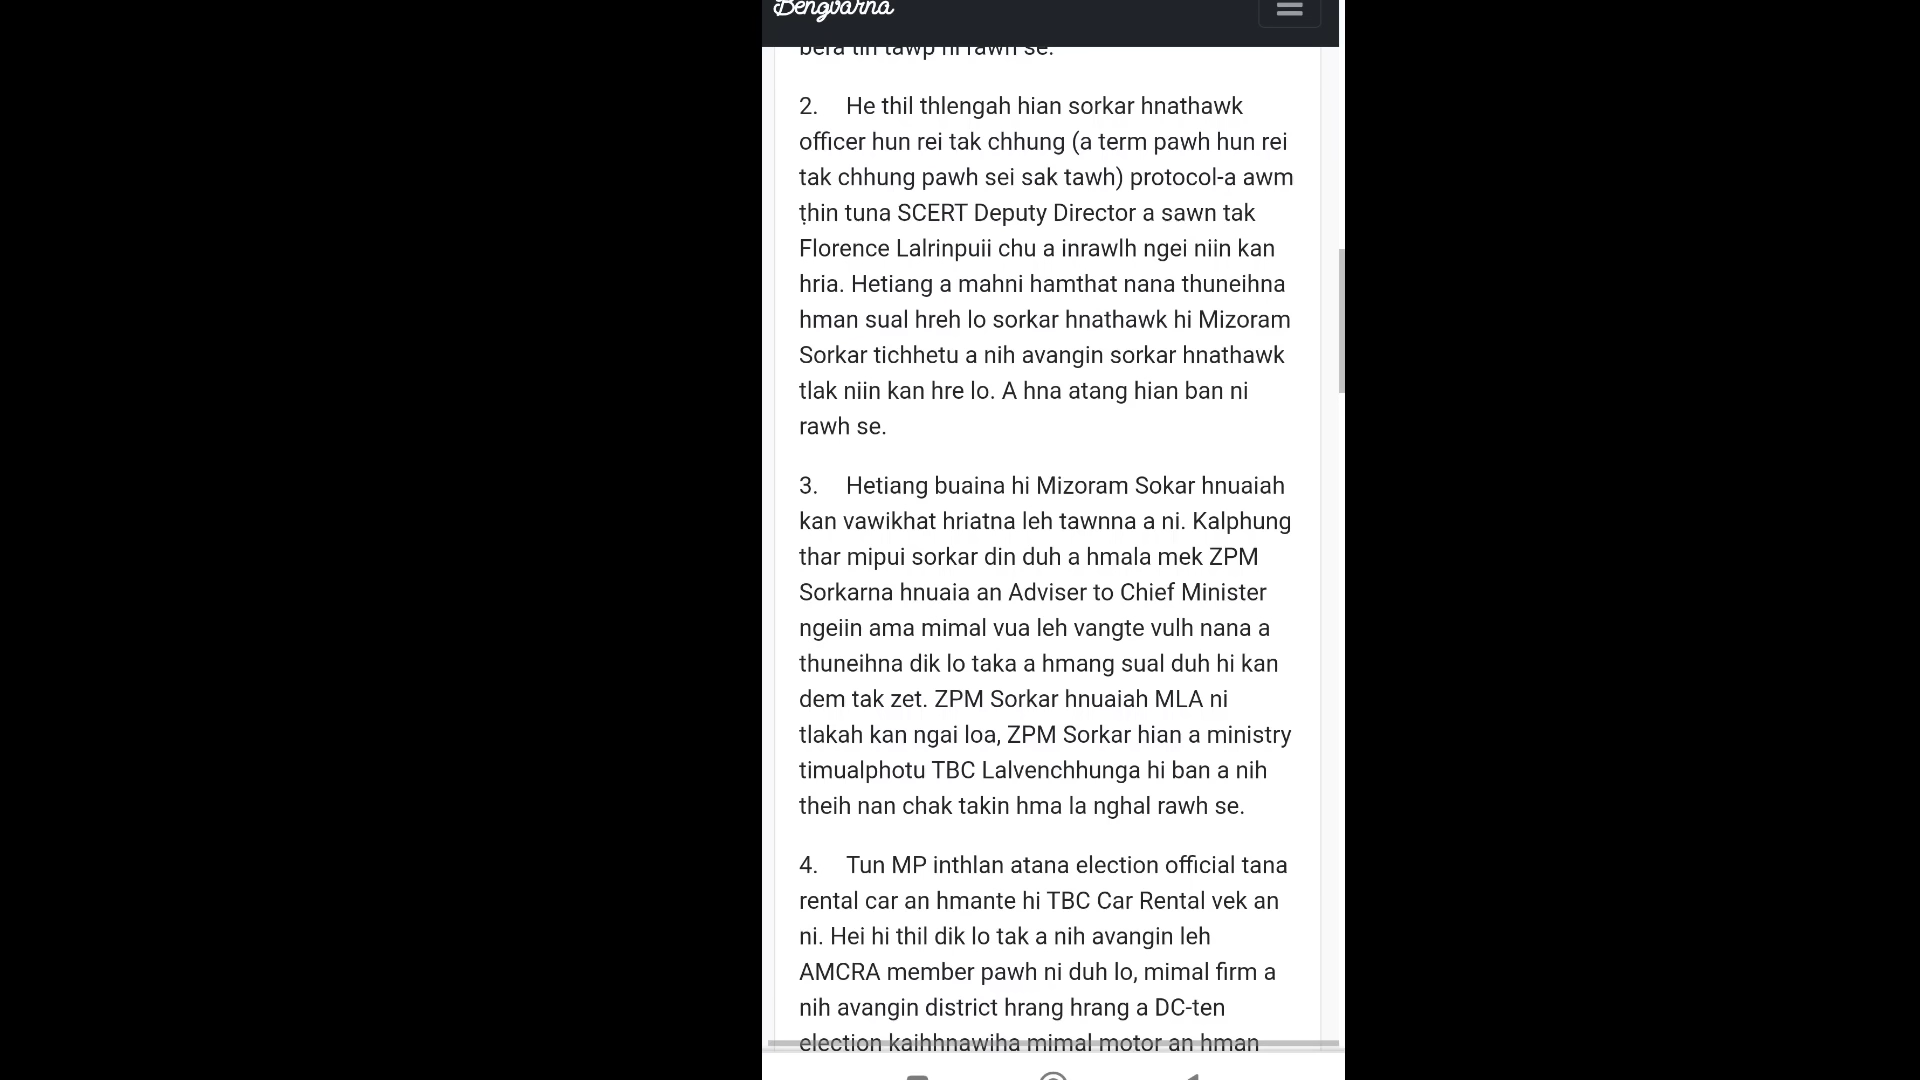 Bengvarna
bera tih tawp ni rawh se.
2. He thil thlengah hian sorkar hnathawk
officer hun rei tak chhung (a term pawh hun rei
tak chhung pawh sei sak tawh) protocol-a awm
ṭhin tuna SCERT Deputy Director a sawn tak
Florence Lalrinpuii chu a inrawlh ngei niin kan
hria. Hetiang a mahni hamthat nana thuneihna
hman sual hreh lo sorkar hnathawk hi Mizoram
Sorkar tichhetu a nih avangin sorkar hnathawk
tlak niin kan hre lo. A hna atang hian ban ni
rawh se.
3. Hetiang buaina hi Mizoram Sokar hnuaiah
kan vawikhat hriatna leh tawnna a ni. Kalphung
thar mipui sorkar din duh a hmala mek ZPM
Sorkarna hnuaia an Adviser to Chief Minister
ngeiin ama mimal vua leh vangte vulh nana a
thuneihna dik lo taka a hmang sual duh hi kan
dem tak zet. ZPM Sorkar hnuaiah MLA ni
tlakah kan ngai loa, ZPM Sorkar hian a ministry
timualphotu TBC Lalvenchhunga hi ban a nih
theih nan chak takin hma la nghal rawh se.
4. Tun MP inthlan atana election official tana
rental car an hmante hi TBC Car Rental vek an
ni. Hei hi thil dik lo tak a nih avangin leh
AMCRA member pawh ni duh lo, mimal firm a
nih avangin district hrang hrang a DC-ten
election kaihhnawiha mimal motor an hman